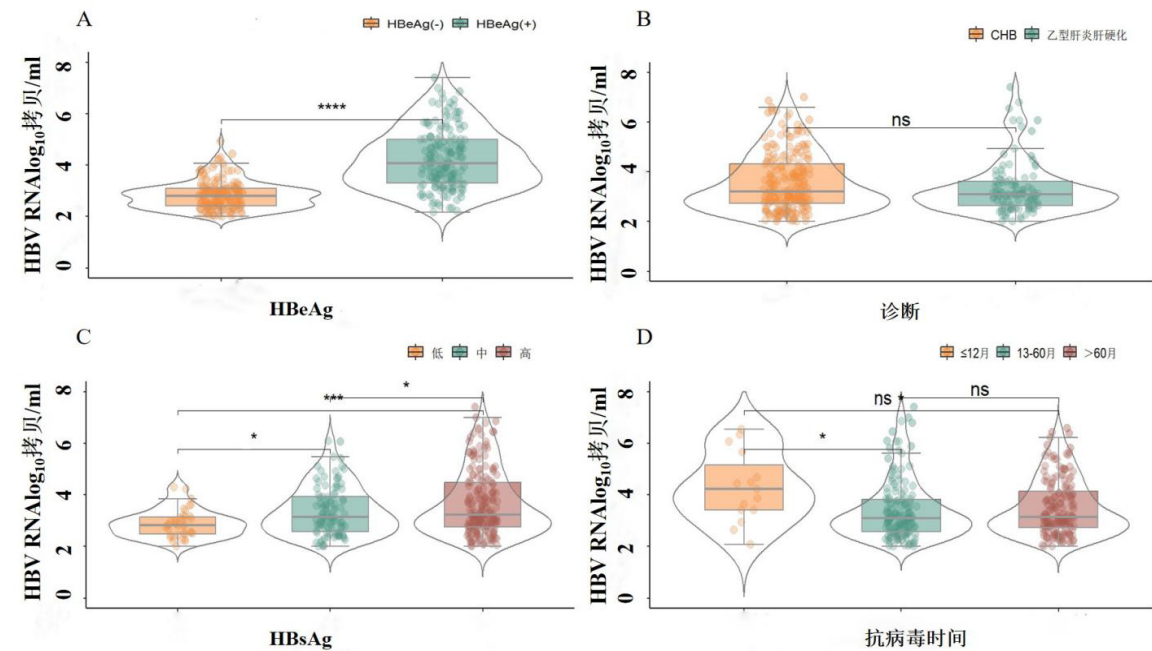 A
HBeAg(-) HBeAg(+)
HBV RNAlog10拷贝/ml
8
6
4
2
0
****
HBeAg
B
CHB 乙型肝炎肝硬化
HBV RNAlog10拷贝/ml
8
6
4
2
0
ns
诊断
C
低 中 高
HBV RNAlog10拷贝/ml
8
6
4
2
0
*
***
*
HBsAg
D
≤12月 13-60月 >60月
HBV RNAlog10拷贝/ml
8
6
4
2
0
ns * ns
*
抗病毒时间